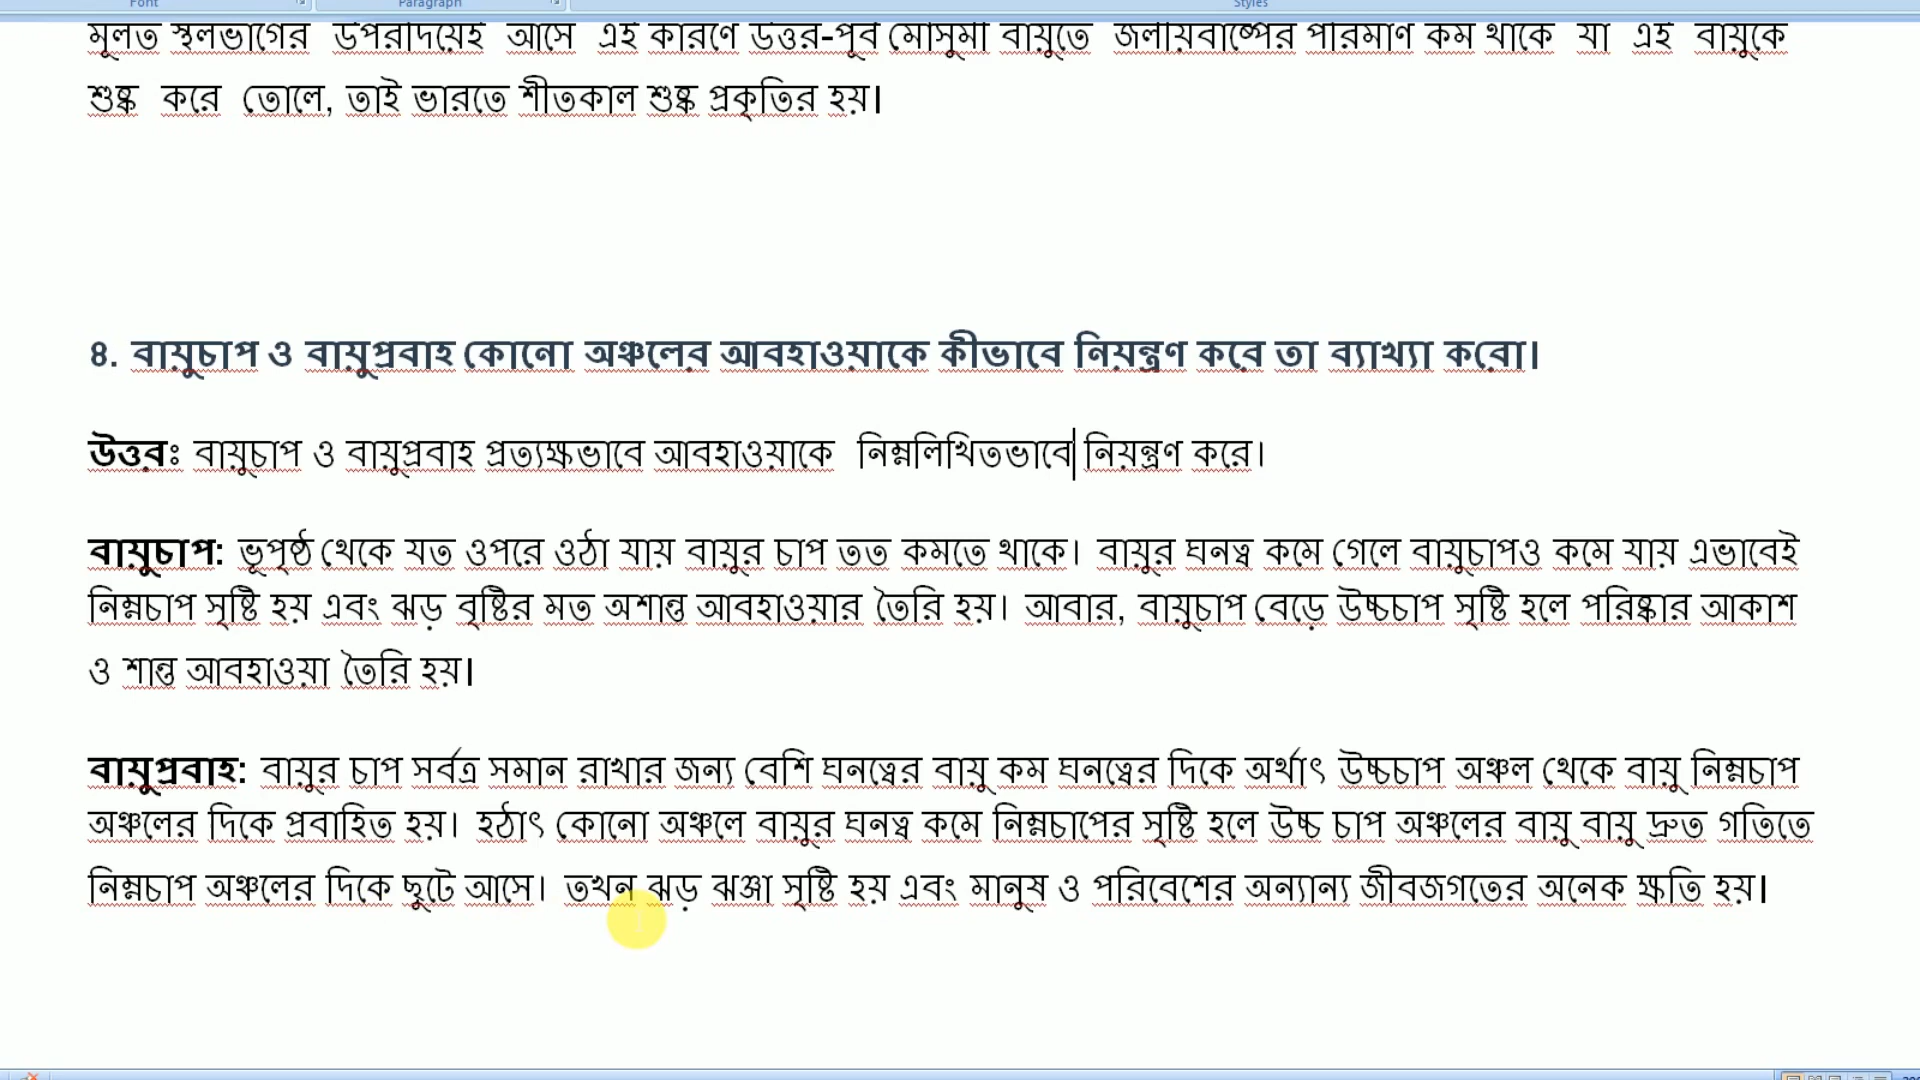 Font Paragraph Styles
মূলত স্থলভাগের উপরদিয়েই আসে এই কারণে উত্তর-পূর্ব মৌসুমী বায়ুতে জলীয়বাষ্পের পরিমাণ কম থাকে যা এই বায়ুকে
শুষ্ক করে তোলে, তাই ভারতে শীতকাল শুষ্ক প্রকৃতির হয়।
৪. বায়ুচাপ ও বায়ুপ্রবাহ কোনো অঞ্চলের আবহাওয়াকে কীভাবে নিয়ন্ত্রণ করে তা ব্যাখ্যা করো।
উত্তরঃ বায়ুচাপ ও বায়ুপ্রবাহ প্রত্যক্ষভাবে আবহাওয়াকে নিম্নলিখিতভাবে নিয়ন্ত্রণ করে।
বায়ুচাপ: ভূপৃষ্ঠ থেকে যত ওপরে ওঠা যায় বায়ুর চাপ তত কমতে থাকে। বায়ুর ঘনত্ব কমে গেলে বায়ুচাপও কমে যায় এভাবেই
নিম্নচাপ সৃষ্টি হয় এবং ঝড় বৃষ্টির মত অশান্ত আবহাওয়ার তৈরি হয়। আবার, বায়ুচাপ বেড়ে উচ্চচাপ সৃষ্টি হলে পরিষ্কার আকাশ
ও শান্ত আবহাওয়া তৈরি হয়।
বায়ুপ্রবাহ: বায়ুর চাপ সর্বত্র সমান রাখার জন্য বেশি ঘনত্বের বায়ু কম ঘনত্বের দিকে অর্থাৎ উচ্চচাপ অঞ্চল থেকে বায়ু নিম্নচাপ
অঞ্চলের দিকে প্রবাহিত হয়। হঠাৎ কোনো অঞ্চলে বায়ুর ঘনত্ব কমে নিম্নচাপের সৃষ্টি হলে উচ্চ চাপ অঞ্চলের বায়ু বায়ু দ্রুত গতিতে
নিম্নচাপ অঞ্চলের দিকে ছুটে আসে। তখন ঝড় ঝঞ্জা সৃষ্টি হয় এবং মানুষ ও পরিবেশের অন্যান্য জীবজগতের অনেক ক্ষতি হয়।